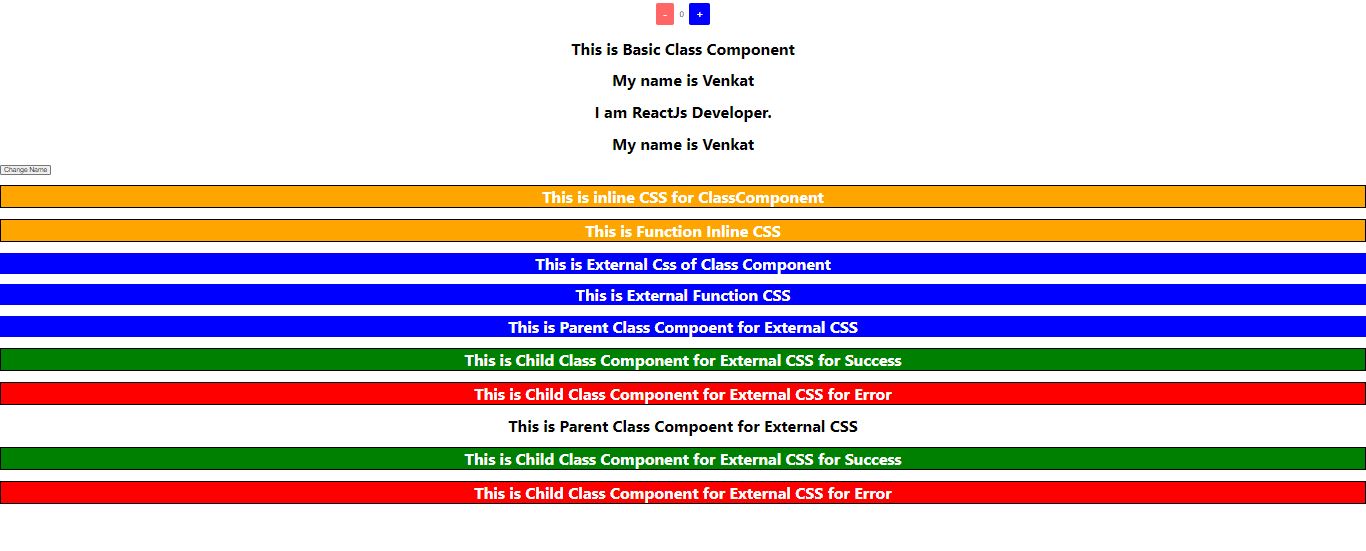 - 0 +
This is Basic Class Component
My name is Venkat
I am ReactJs Developer.
My name is Venkat
Change Name
This is inline CSS for ClassComponent
This is Function Inline CSS
This is External Css of Class Component
This is External Function CSS
This is Parent Class Compoent for External CSS
This is Child Class Component for External CSS for Success
This is Child Class Component for External CSS for Error
This is Parent Class Compoent for External CSS
This is Child Class Component for External CSS for Success
This is Child Class Component for External CSS for Error